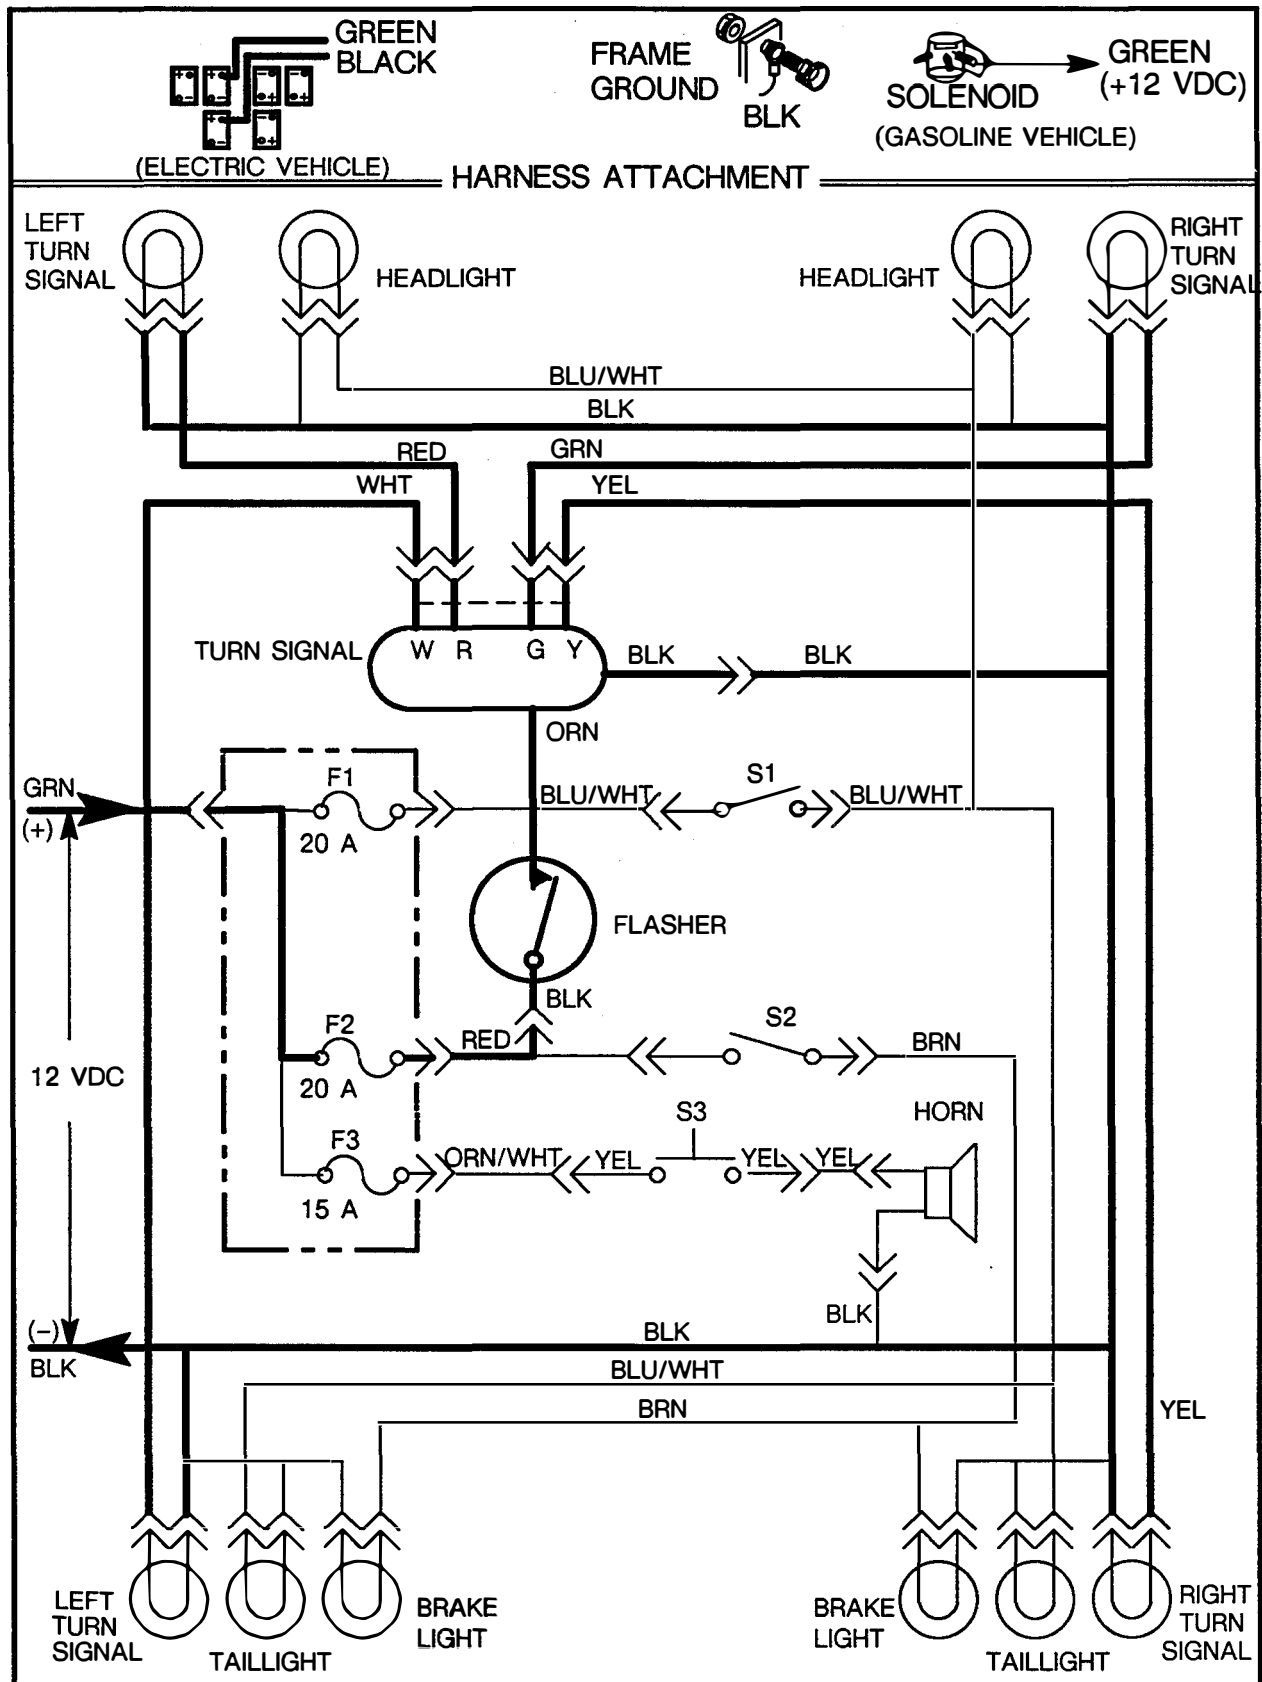 GREEN
BLACK
(ELECTRIC VEHICLE)
FRAME
GROUND
BLK
SOLENOID
(GASOLINE VEHICLE)
GREEN
(+12 VDC)
HARNESS ATTACHMENT
LEFT
TURN
SIGNAL
HEADLIGHT
HEADLIGHT
RIGHT
TURN
SIGNAL
BLU/WHT
BLK
RED
GRN
WHT
YEL
TURN SIGNAL
W R G Y
BLK
BLK
ORN
GRN
(+)
F1
20 A
BLU/WHT
S1
BLU/WHT
FLASHER
BLK
F2
20 A
RED
S2
BRN
12 VDC
F3
15 A
ORN/WHT
YEL
S3
YEL
YEL
HORN
BLK
(-)
BLK
BLK
BLU/WHT
BRN
YEL
LEFT
TURN
SIGNAL
TAILLIGHT
BRAKE
LIGHT
BRAKE
LIGHT
TAILLIGHT
RIGHT
TURN
SIGNAL